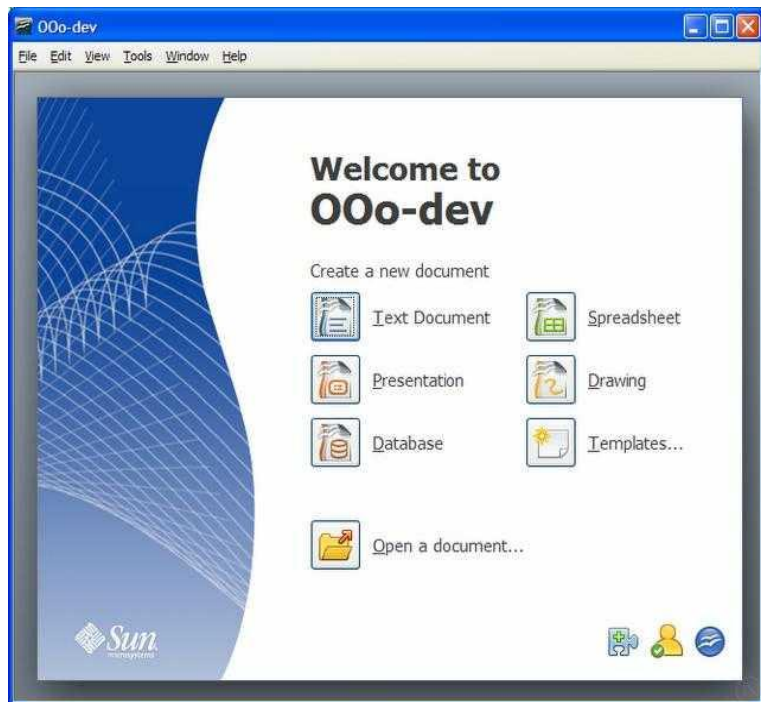 OOo-dev
File Edit View Tools Window Help
Welcome to
OOo-dev
Create a new document
Text Document
Spreadsheet
Presentation
Drawing
Database
Templates...
Open a document...
Sun
microsystems